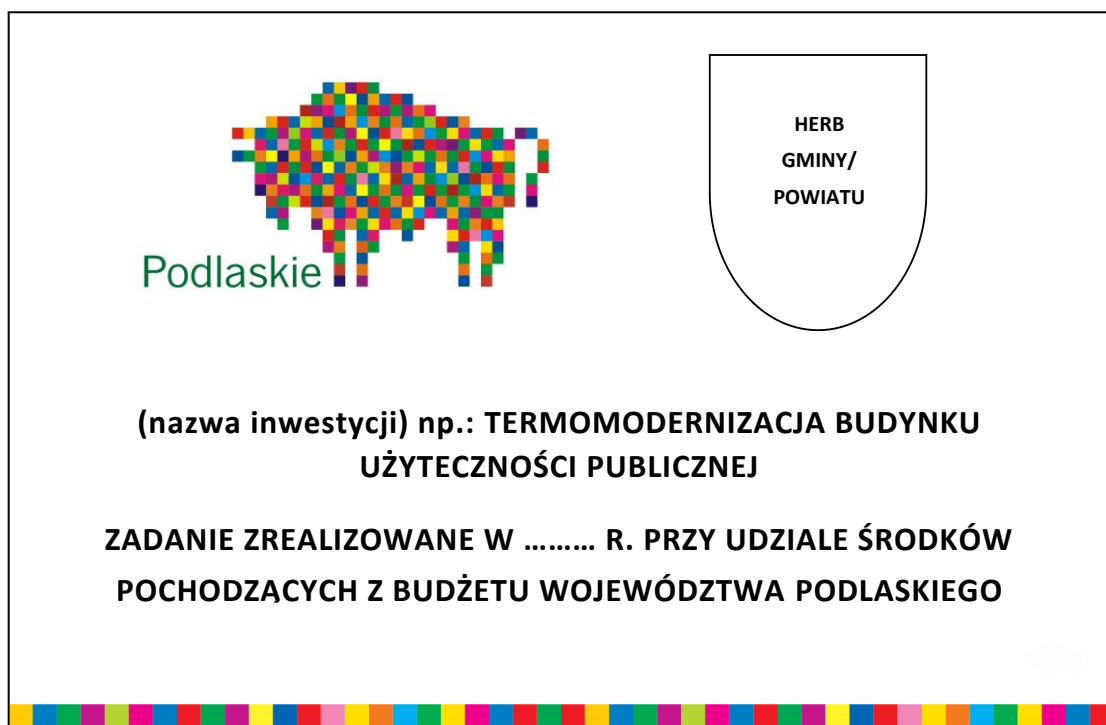 Podlaskie
HERB
GMINY/
POWIATU
(nazwa inwestycji) np.: TERMOMODERNIZACJA BUDYNKU
UŻYTECZNOŚCI PUBLICZNEJ
ZADANIE ZREALIZOWANE W ……… R. PRZY UDZIALE ŚRODKÓW
POCHODZĄCYCH Z BUDŻETU WOJEWÓDZTWA PODLASKIEGO